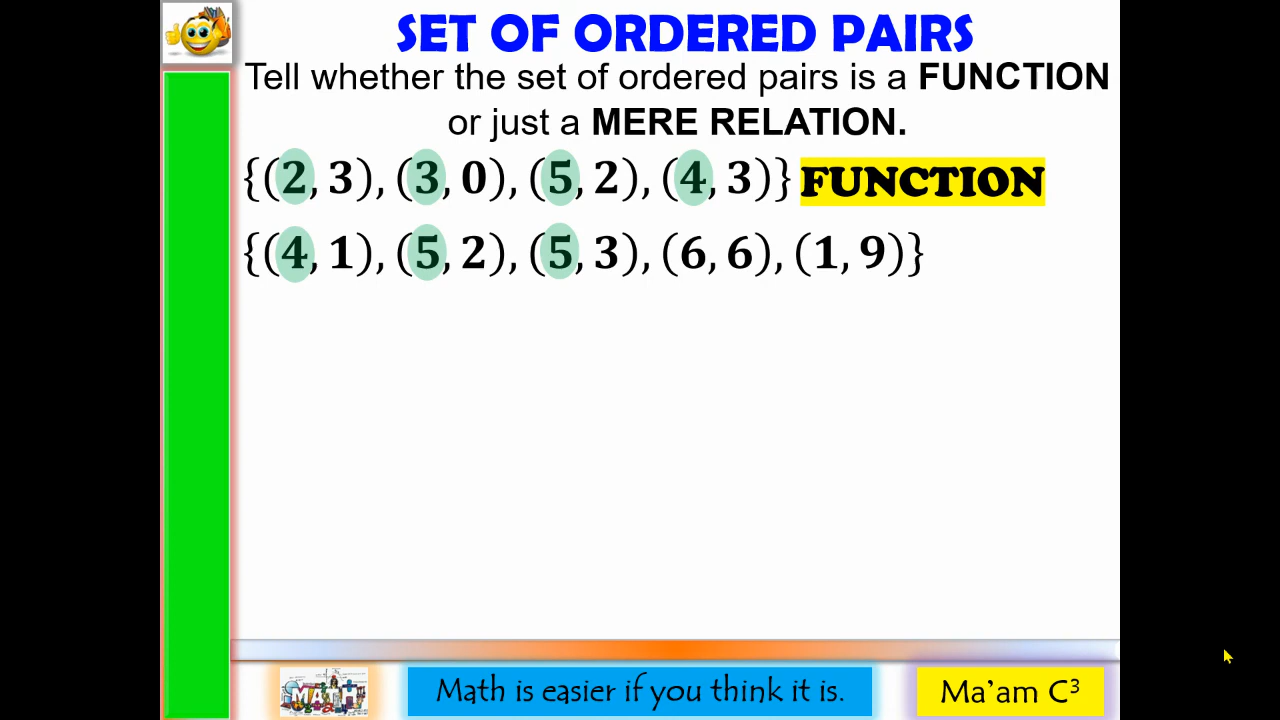 SET OF ORDERED PAIRS
Tell whether the set of ordered pairs is a FUNCTION
or just a MERE RELATION.
{(2, 3), (3, 0), (5, 2), (4, 3)} FUNCTION
{(4, 1), (5, 2), (5, 3), (6, 6), (1, 9)}
MATH
Math is easier if you think it is.
Ma'am C³